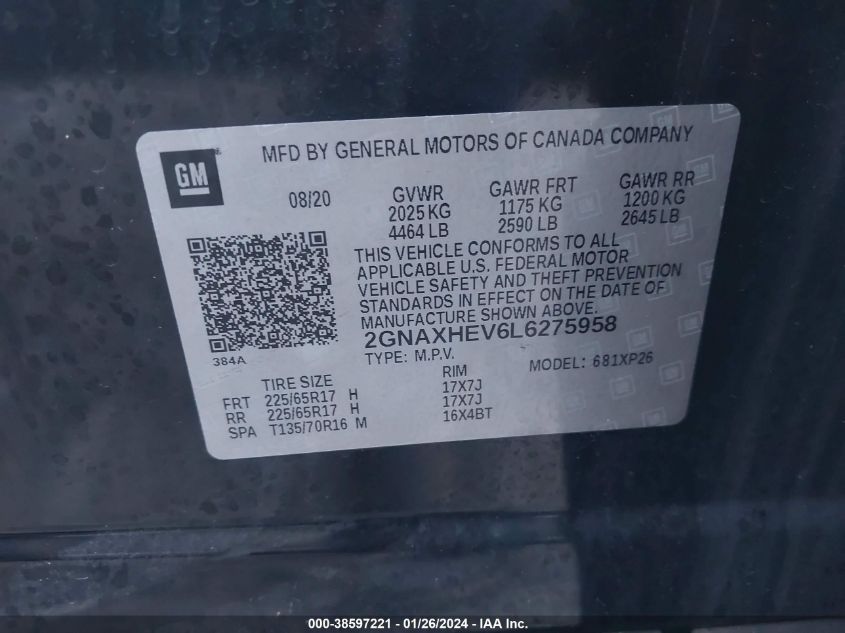 GM
MFD BY GENERAL MOTORS OF CANADA COMPANY
08/20
GVWR
2025 KG
4464 LB
GAWR FRT
1175 KG
2590 LB
GAWR RR
1200 KG
2645 LB
THIS VEHICLE CONFORMS TO ALL
APPLICABLE U.S. FEDERAL MOTOR
VEHICLE SAFETY AND THEFT PREVENTION
STANDARDS IN EFFECT ON THE DATE OF
MANUFACTURE SHOWN ABOVE.
2GNAXHEV6L6275958
384A
TYPE: M.P.V.
MODEL: 681XP26
TIRE SIZE RIM
FRT 225/65R17 H 17X7J
RR 225/65R17 H 17X7J
SPA T135/70R16 M 16X4BT
000-38597221 - 01/26/2024 - IAA Inc.